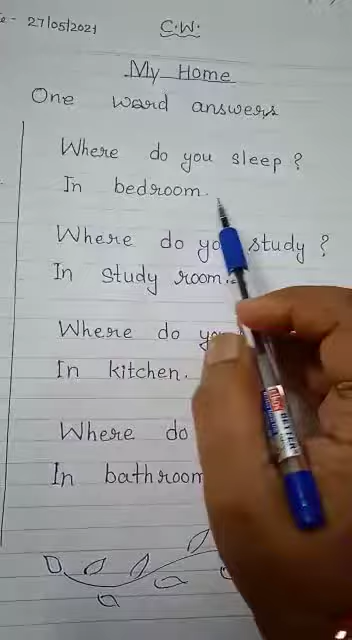 27/05/2021
C.W.
My Home
One word answers
Where do you sleep ?
In bedroom.
Where do you study ?
In study room.
Where do you
In kitchen.
Where do
In bathroom